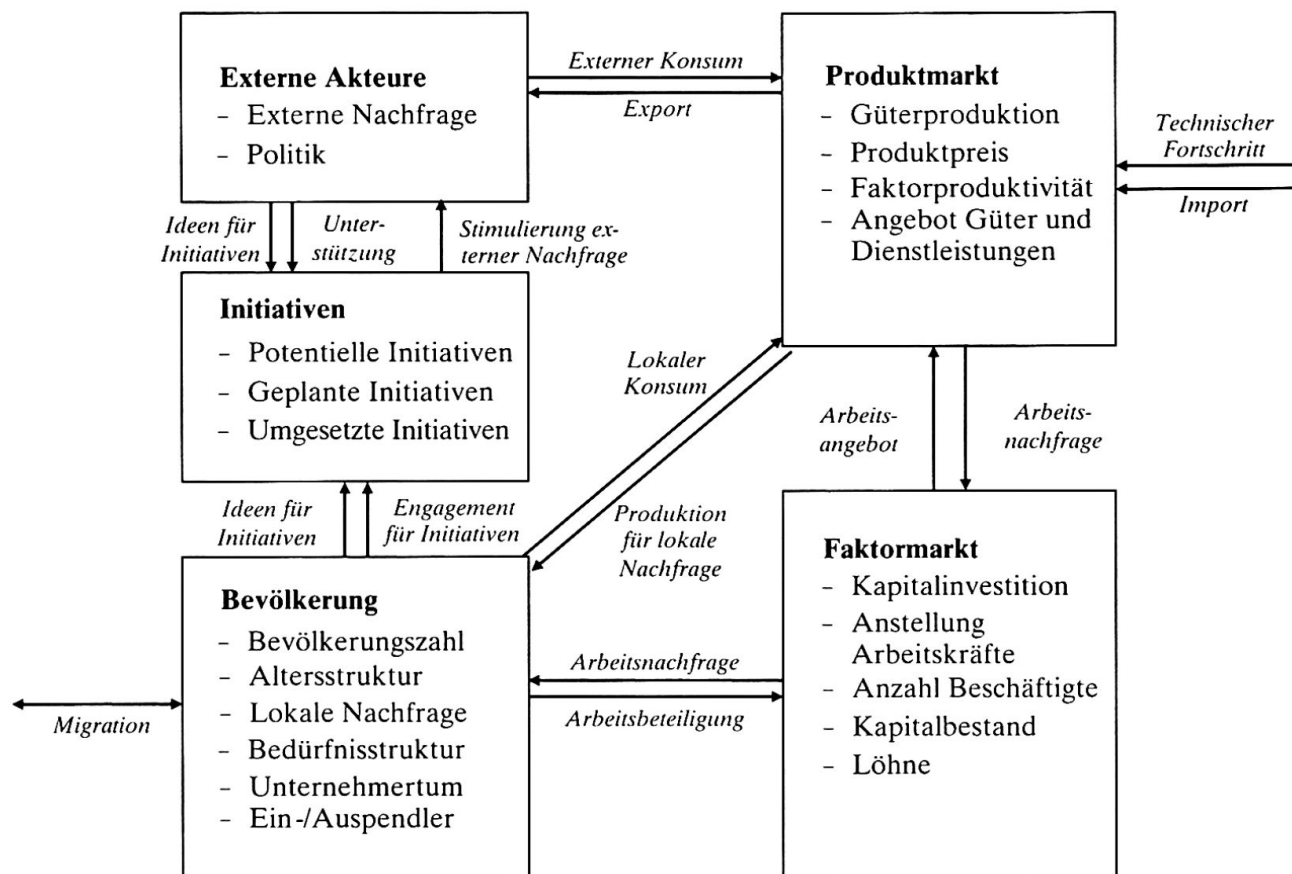 Externe Akteure
- Externe Nachfrage
- Politik
Externer Konsum
Export
Produktmarkt
- Güterproduktion
- Produktpreis
- Faktorproduktivität
- Angebot Güter und
Dienstleistungen
Technischer
Fortschritt
Import
Ideen für
Initiativen
Unter-
stützung
Stimulierung ex-
terner Nachfrage
Initiativen
- Potentielle Initiativen
- Geplante Initiativen
- Umgesetzte Initiativen
Lokaler
Konsum
Arbeits-
angebot
Arbeits-
nachfrage
Ideen für
Initiativen
Engagement
für Initiativen
Produktion
für lokale
Nachfrage
Bevölkerung
- Bevölkerungszahl
- Altersstruktur
- Lokale Nachfrage
- Bedürfnisstruktur
- Unternehmertum
- Ein-/Auspendler
Migration
Arbeitsnachfrage
Arbeitsbeteiligung
Faktormarkt
- Kapitalinvestition
- Anstellung
Arbeitskräfte
- Anzahl Beschäftigte
- Kapitalbestand
- Löhne